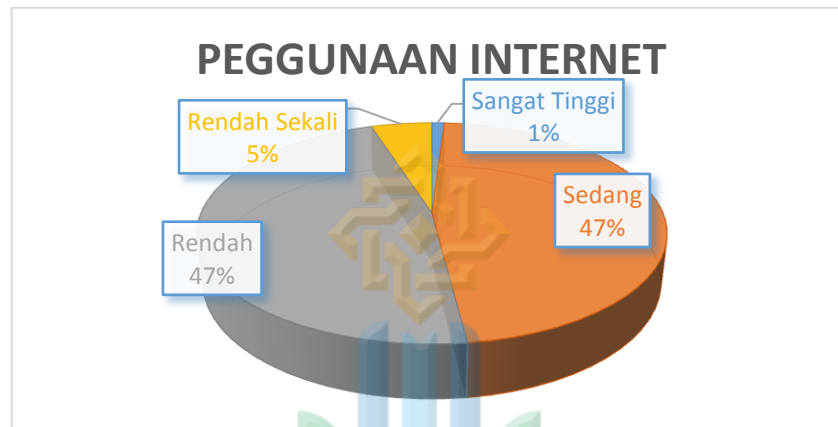 PEGGUNAAN INTERNET
Sangat Tinggi
1%
Rendah Sekali
5%
Sedang
47%
Rendah
47%